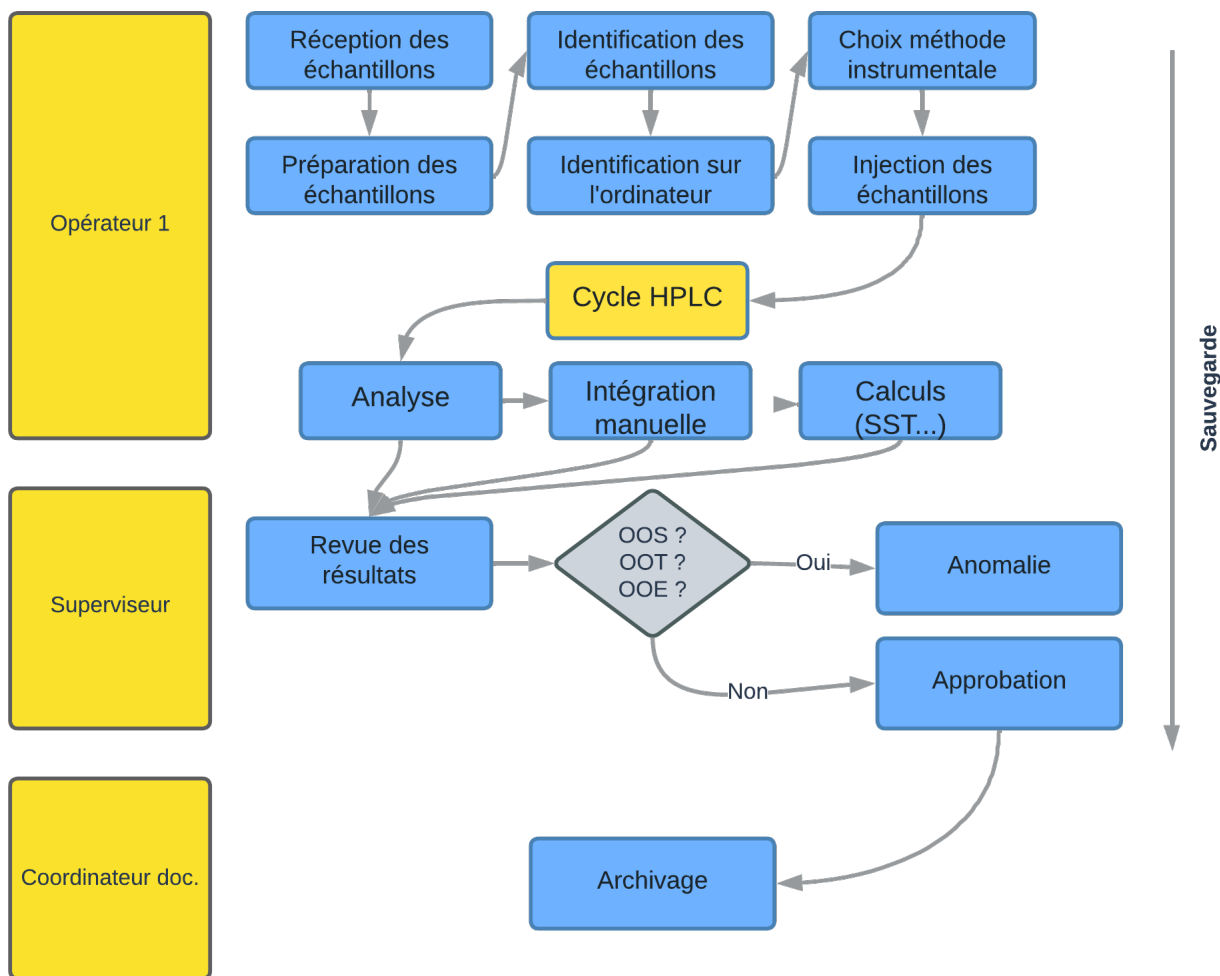 Opérateur 1
Réception des
échantillons
Identification des
échantillons
Choix méthode
instrumentale
Préparation des
échantillons
Identification sur
l'ordinateur
Injection des
échantillons
Cycle HPLC
Analyse
Intégration
manuelle
Calculs
(SST...)
Sauvegarde
Superviseur
Revue des
résultats
OOS ?
OOT ?
OOE ?
Oui
Anomalie
Non
Approbation
Coordinateur doc.
Archivage